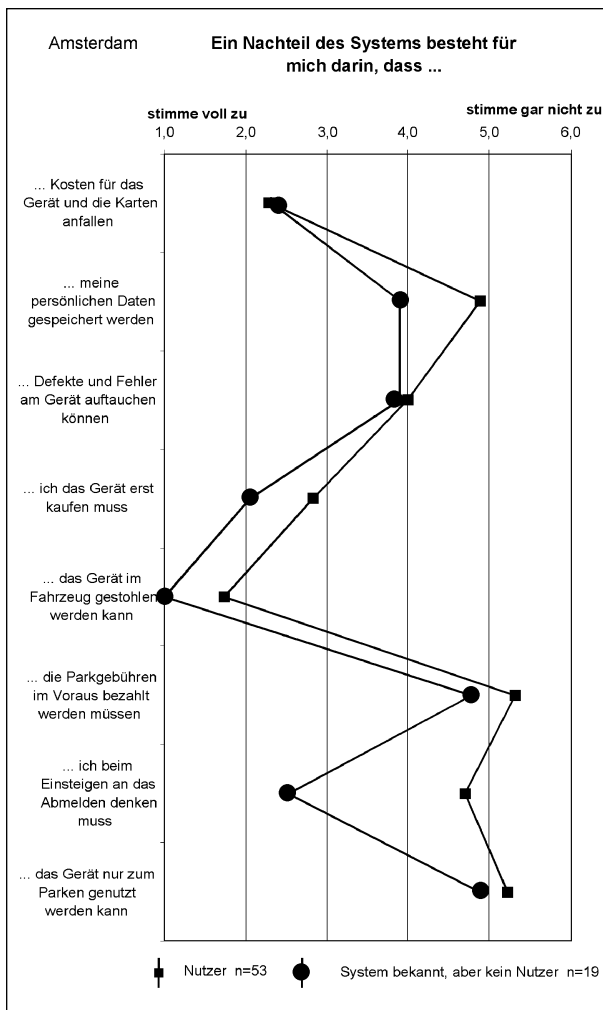 Amsterdam
Ein Nachteil des Systems besteht für
mich darin, dass ...
stimme voll zu
stimme gar nicht zu
1,0 2,0 3,0 4,0 5,0 6,0
... Kosten für das
Gerät und die Karten
anfallen
... meine
persönlichen Daten
gespeichert werden
... Defekte und Fehler
am Gerät auftauchen
können
... ich das Gerät erst
kaufen muss
... das Gerät im
Fahrzeug gestohlen
werden kann
... die Parkgebühren
im Voraus bezahlt
werden müssen
... ich beim
Einsteigen an das
Abmelden denken
muss
... das Gerät nur zum
Parken genutzt
werden kann
Nutzer n=53
System bekannt, aber kein Nutzer n=19